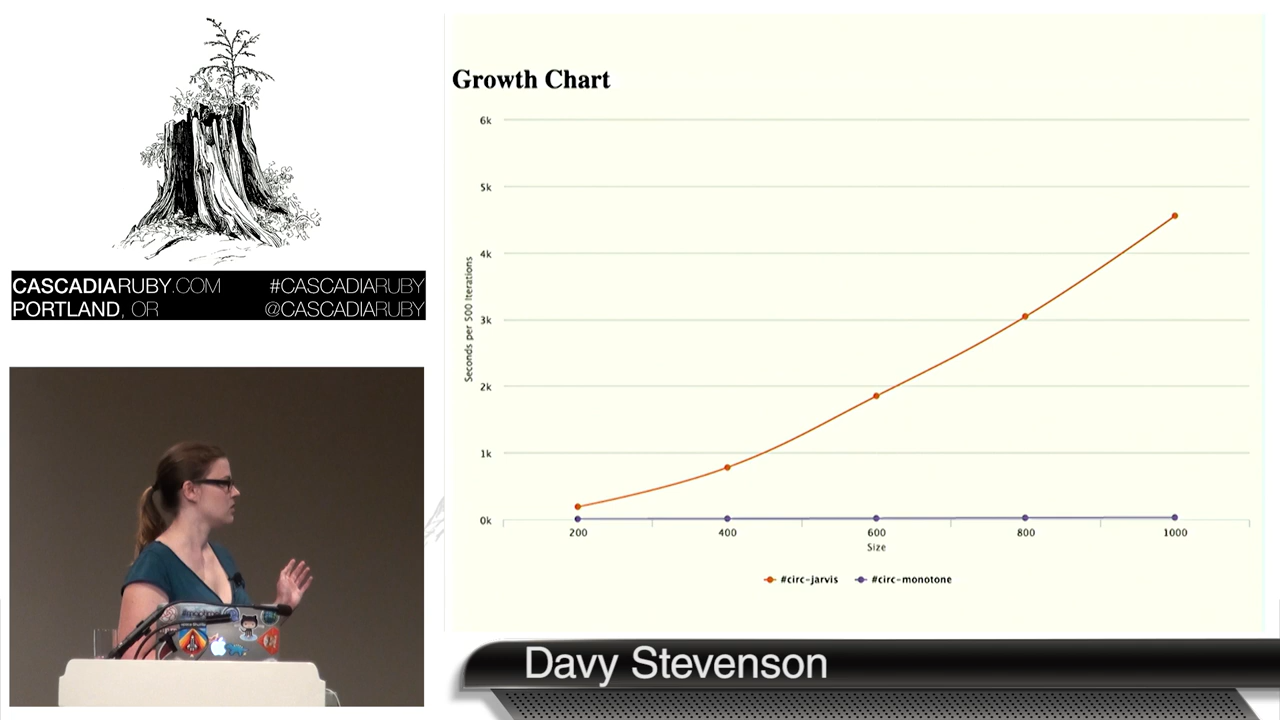 CASCADIARUBY.COM #CASCADIARUBY
PORTLAND, OR @CASCADIARUBY
Growth Chart
6k
5k
4k
3k
2k
1k
0k
Seconds per 500 Iterations
200 400 600 800 1000
Size
#circ-jarvis #circ-monotone
Davy Stevenson